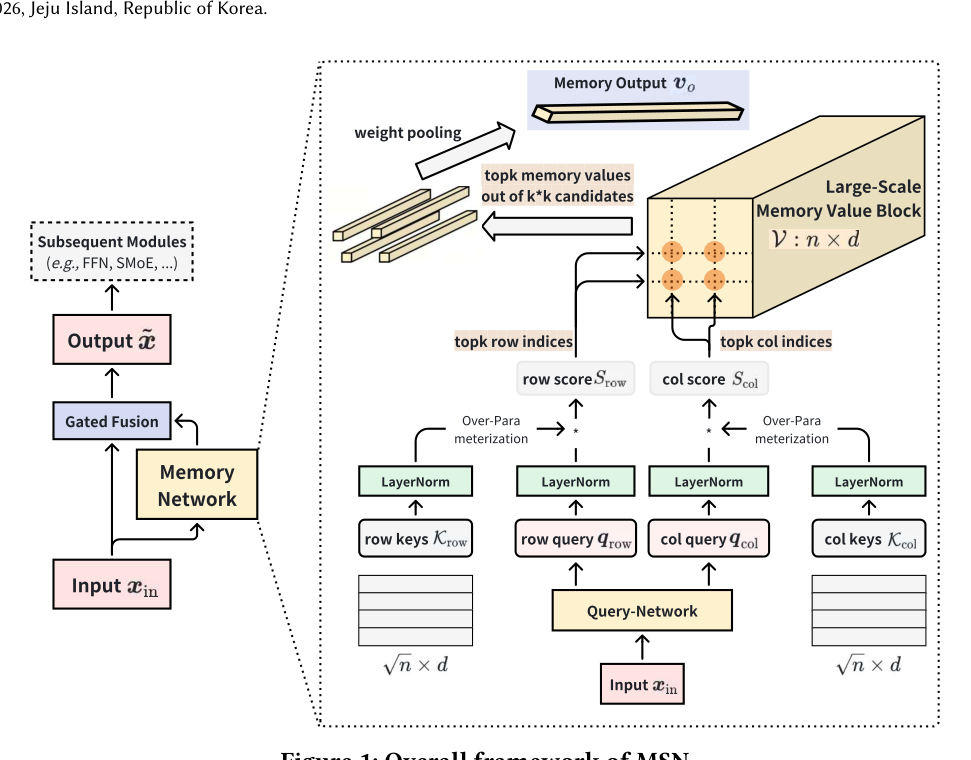 026, Jeju Island, Republic of Korea.
Memory Output 𝒗ₒ
weight pooling
topk memory values
out of k*k candidates
Large-Scale
Memory Value Block
𝒱 : n × d
topk row indices
topk col indices
row score S_row
col score S_col
Over-Para
meterization
*
*
Over-Para
meterization
LayerNorm
LayerNorm
LayerNorm
LayerNorm
row keys 𝒦_row
row query 𝒒_row
col query 𝒒_col
col keys 𝒦_col
Query-Network
√n × d
√n × d
Input 𝒙_in
Subsequent Modules
(e.g., FFN, SMoE, ...)
Output 𝒙̃
Gated Fusion
Memory
Network
Input 𝒙_in
Figure 1: Overall framework of MSN